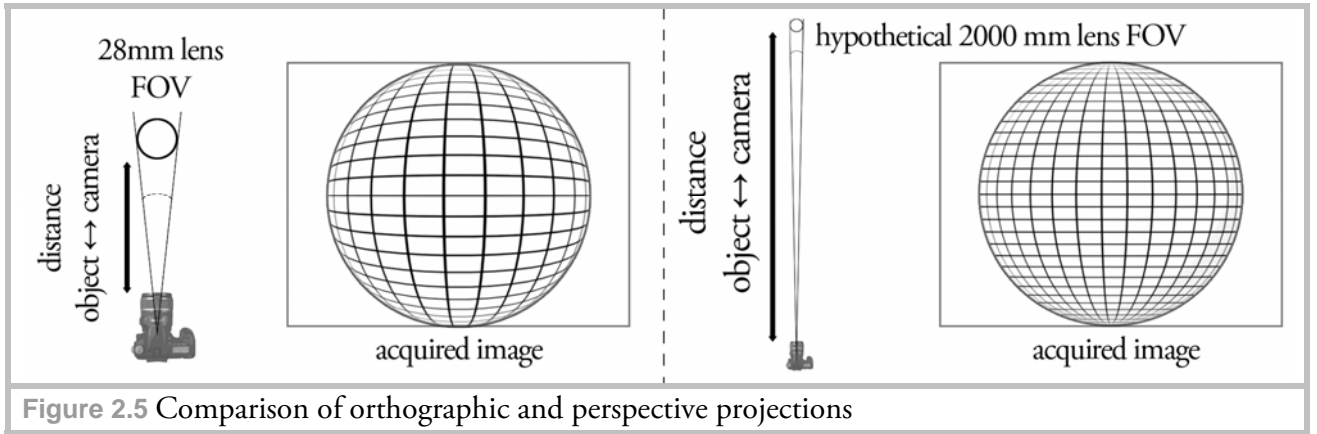 28mm lens
FOV
distance
object ↔ camera
acquired image
hypothetical 2000 mm lens FOV
distance
object ↔ camera
acquired image
Figure 2.5 Comparison of orthographic and perspective projections